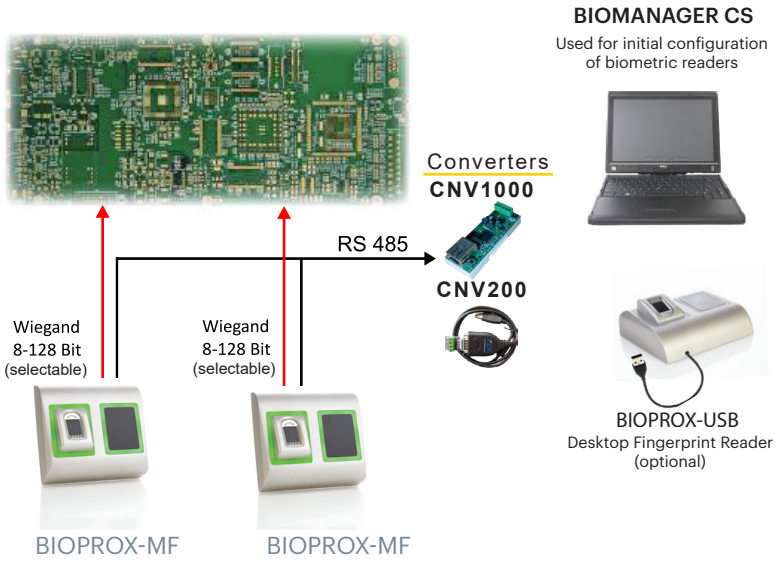 BIOMANAGER CS
Used for initial configuration
of biometric readers
Converters
CNV1000
RS 485
CNV200
Wiegand
8-128 Bit
(selectable)
Wiegand
8-128 Bit
(selectable)
BIOPROX-USB
Desktop Fingerprint Reader
(optional)
BIOPROX-MF
BIOPROX-MF